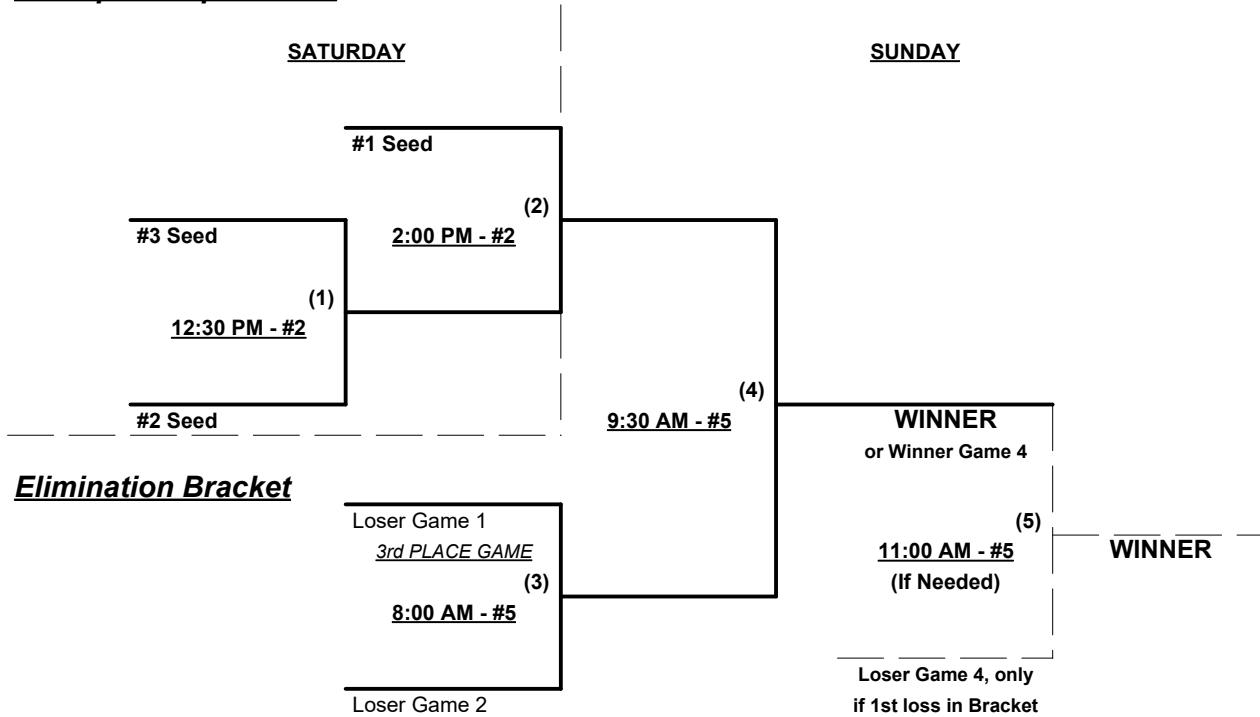 SATURDAY
SUNDAY
#1 Seed
(2)
#3 Seed
2:00 PM - #2
(1)
12:30 PM - #2
(4)
#2 Seed
9:30 AM - #5
WINNER
or Winner Game 4
Elimination Bracket
Loser Game 1
(5)
3rd PLACE GAME
11:00 AM - #5
WINNER
(3)
(If Needed)
8:00 AM - #5
Loser Game 4, only
Loser Game 2
if 1st loss in Bracket